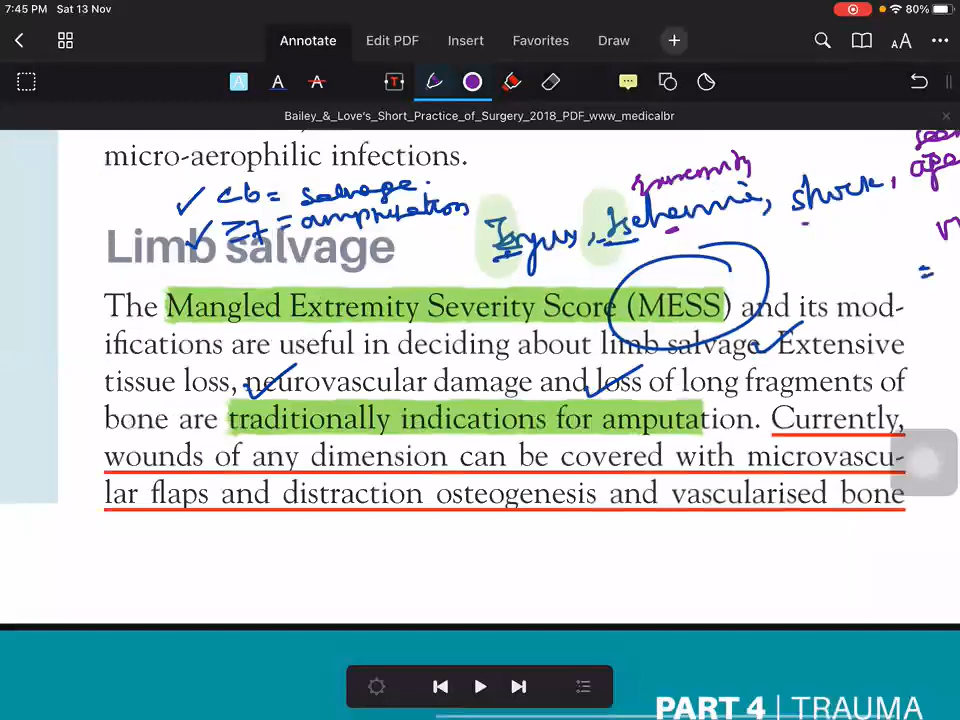 7:45 PM Sat 13 Nov 80%
Annotate Edit PDF Insert Favorites Draw
Bailey_&_Love's_Short_Practice_of_Surgery_2018_PDF_www_medicalbr
micro-aerophilic infections.
salvage
= amputation
shock,
Limb salvage
The Mangled Extremity Severity Score (MESS) and its mod-
ifications are useful in deciding about limb salvage. Extensive
tissue loss, neurovascular damage and loss of long fragments of
bone are traditionally indications for amputation. Currently,
wounds of any dimension can be covered with microvascu-
lar flaps and distraction osteogenesis and vascularised bone
PART 4 | TRAUMA